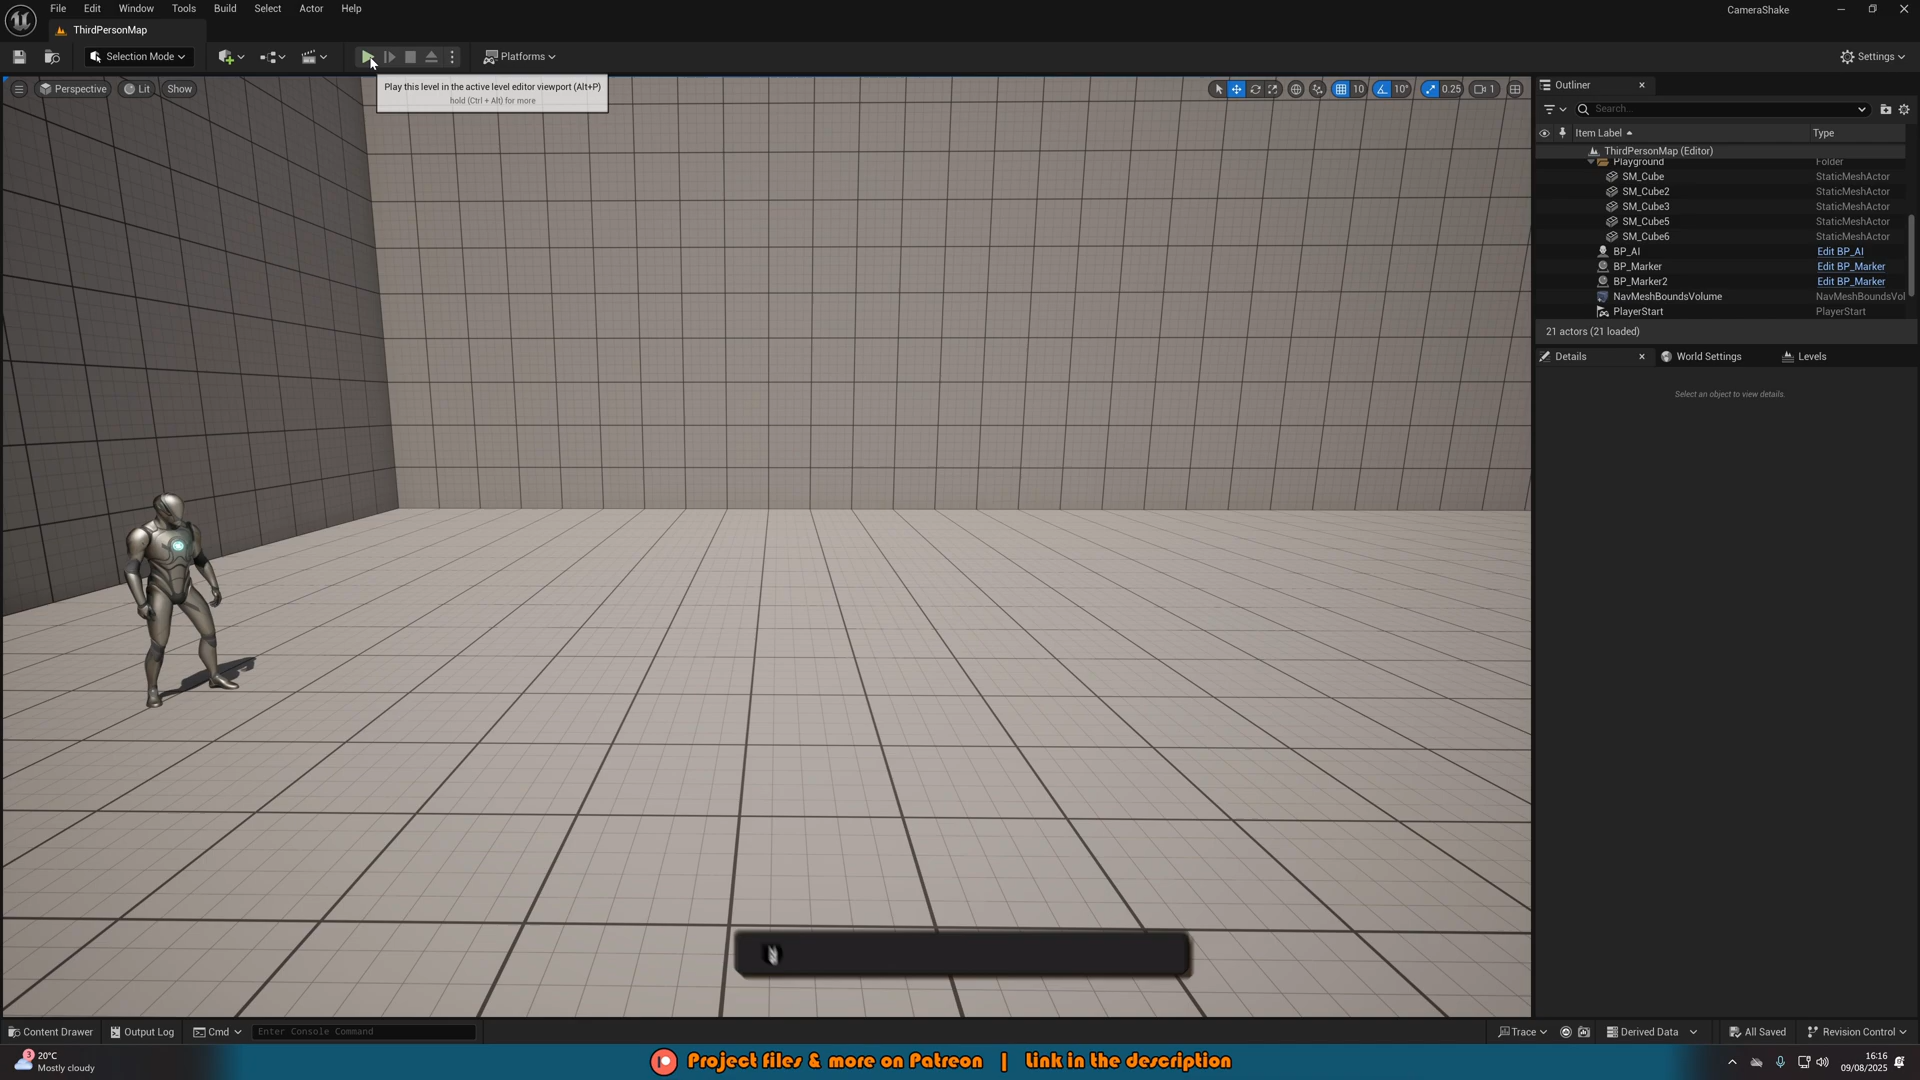 File Edit Window Tools Build Select Actor Help
CameraShake
ThirdPersonMap
Selection Mode
Platforms
Settings
Play this level in the active level editor viewport (Alt+P)
hold (Ctrl + Alt) for more
Perspective
Lit
Show
10
10°
0.25
1
Outliner
Search...
Item Label
Type
ThirdPersonMap (Editor)
Playground Folder
SM_Cube StaticMeshActor
SM_Cube2 StaticMeshActor
SM_Cube3 StaticMeshActor
SM_Cube5 StaticMeshActor
SM_Cube6 StaticMeshActor
BP_AI Edit BP_AI
BP_Marker Edit BP_Marker
BP_Marker2 Edit BP_Marker
NavMeshBoundsVolume NavMeshBoundsVol
PlayerStart PlayerStart
21 actors (21 loaded)
Details
World Settings
Levels
Select an object to view details.
Content Drawer
Output Log
Cmd
Enter Console Command
Trace
Derived Data
All Saved
Revision Control
3
20°C
Mostly cloudy
Project files & more on Patreon | Link in the description
16:16
09/08/2025